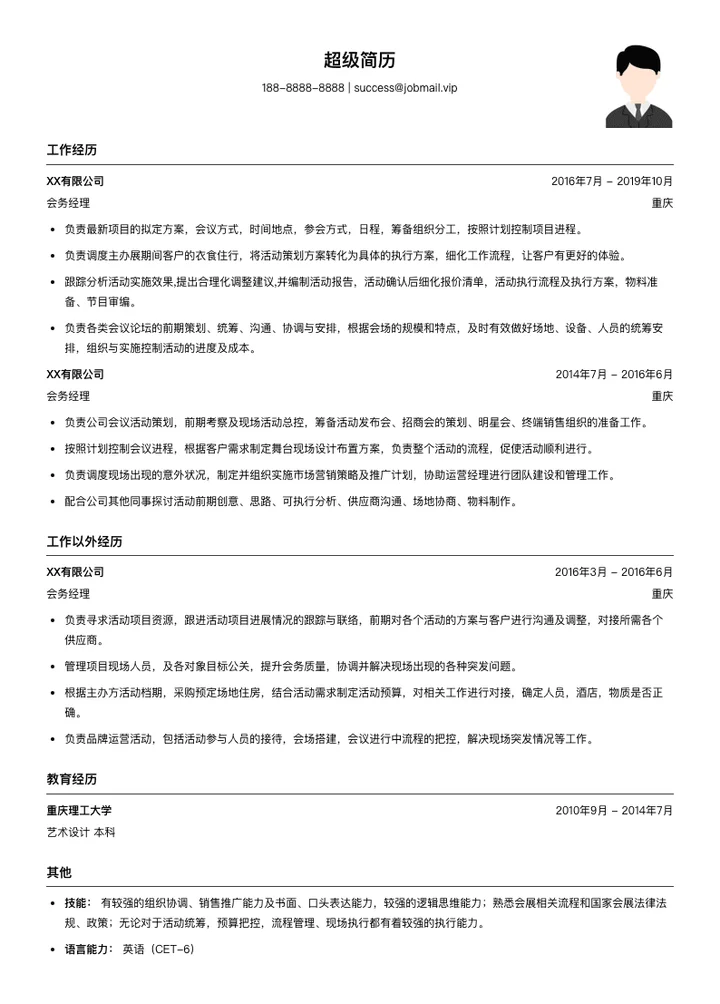 超级简历
188-8888-8888 | success@jobmail.vip
工作经历
XX有限公司 2016年7月 – 2019年10月
会务经理 重庆
• 负责最新项目的拟定方案，会议方式，时间地点，参会方式，日程，筹备组织分工，按照计划控制项目进程。
• 负责调度主办展期间客户的衣食住行，将活动策划方案转化为具体的执行方案，细化工作流程，让客户有更好的体验。
• 跟踪分析活动实施效果,提出合理化调整建议,并编制活动报告，活动确认后细化报价清单，活动执行流程及执行方案，物料准
备、节目审编。
• 负责各类会议论坛的前期策划、统筹、沟通、协调与安排，根据会场的规模和特点，及时有效做好场地、设备、人员的统筹安
排，组织与实施控制活动的进度及成本。
XX有限公司 2014年7月 – 2016年6月
会务经理 重庆
• 负责公司会议活动策划，前期考察及现场活动总控，筹备活动发布会、招商会的策划、明星会、终端销售组织的准备工作。
• 按照计划控制会议进程，根据客户需求制定舞台现场设计布置方案，负责整个活动的流程，促使活动顺利进行。
• 负责调度现场出现的意外状况，制定并组织实施市场营销策略及推广计划，协助运营经理进行团队建设和管理工作。
• 配合公司其他同事探讨活动前期创意、思路、可执行分析、供应商沟通、场地协商、物料制作。
工作以外经历
XX有限公司 2016年3月 – 2016年6月
会务经理 重庆
• 负责寻求活动项目资源，跟进活动项目进展情况的跟踪与联络，前期对各个活动的方案与客户进行沟通及调整，对接所需各个
供应商。
• 管理项目现场人员，及各对象目标公关，提升会务质量，协调并解决现场出现的各种突发问题。
• 根据主办方活动档期，采购预定场地住房，结合活动需求制定活动预算，对相关工作进行对接，确定人员，酒店，物质是否正
确。
• 负责品牌运营活动，包括活动参与人员的接待，会场搭建，会议进行中流程的把控，解决现场突发情况等工作。
教育经历
重庆理工大学 2010年9月 – 2014年7月
艺术设计 本科
其他
• 技能： 有较强的组织协调、销售推广能力及书面、口头表达能力，较强的逻辑思维能力；熟悉会展相关流程和国家会展法律法
规、政策；无论对于活动统筹，预算把控，流程管理、现场执行都有着较强的执行能力。
• 语言能力： 英语（CET-6）